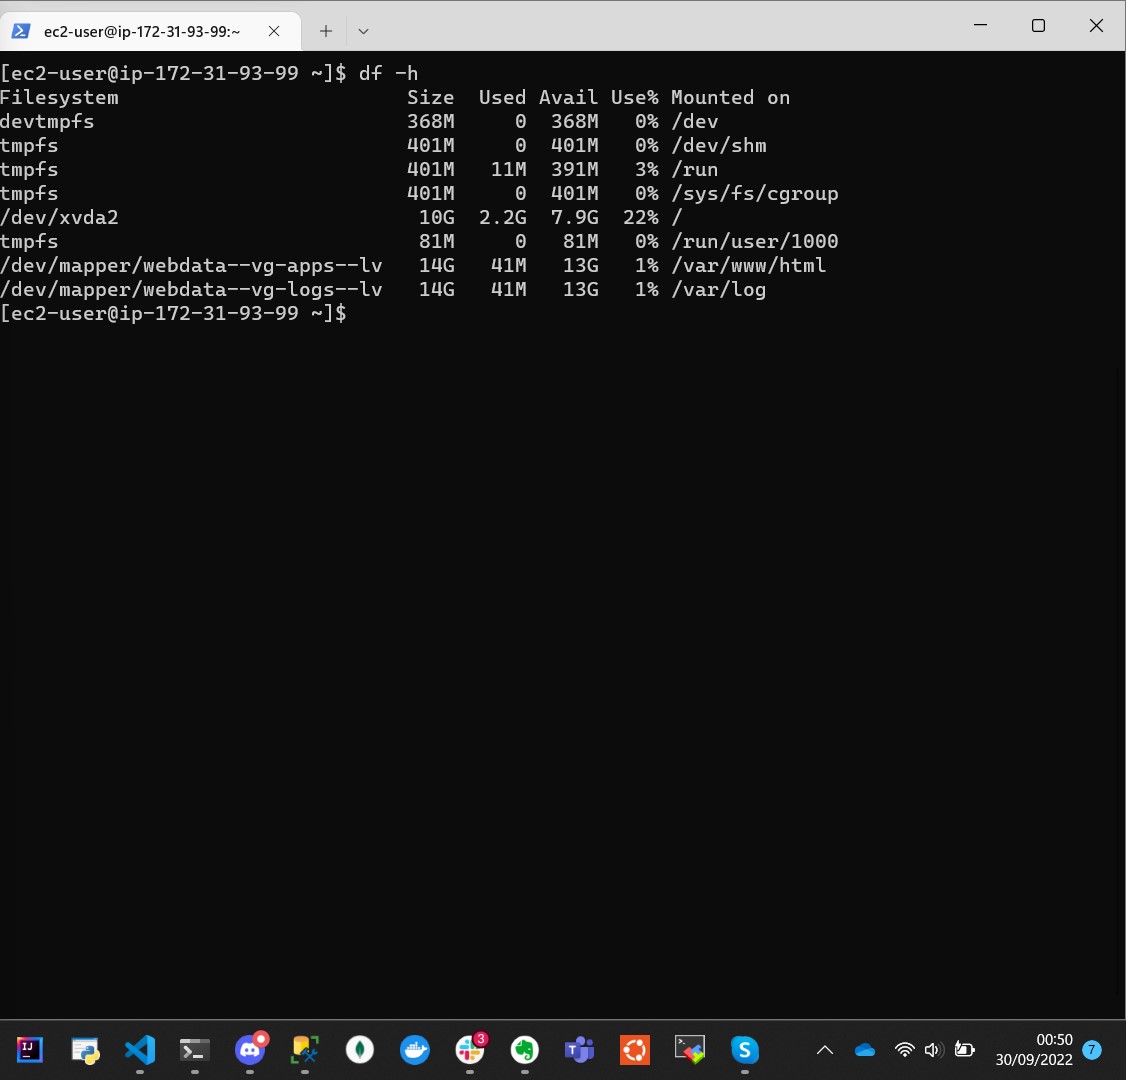 ec2-user@ip-172-31-93-99:~
[ec2-user@ip-172-31-93-99 ~]$ df -h
Filesystem                        Size  Used Avail Use% Mounted on
devtmpfs                          368M     0  368M   0% /dev
tmpfs                             401M     0  401M   0% /dev/shm
tmpfs                             401M   11M  391M   3% /run
tmpfs                             401M     0  401M   0% /sys/fs/cgroup
/dev/xvda2                         10G  2.2G  7.9G  22% /
tmpfs                              81M     0   81M   0% /run/user/1000
/dev/mapper/webdata--vg-apps--lv   14G   41M   13G   1% /var/www/html
/dev/mapper/webdata--vg-logs--lv   14G   41M   13G   1% /var/log
[ec2-user@ip-172-31-93-99 ~]$
IJ
3
T
S
00:50
30/09/2022
7